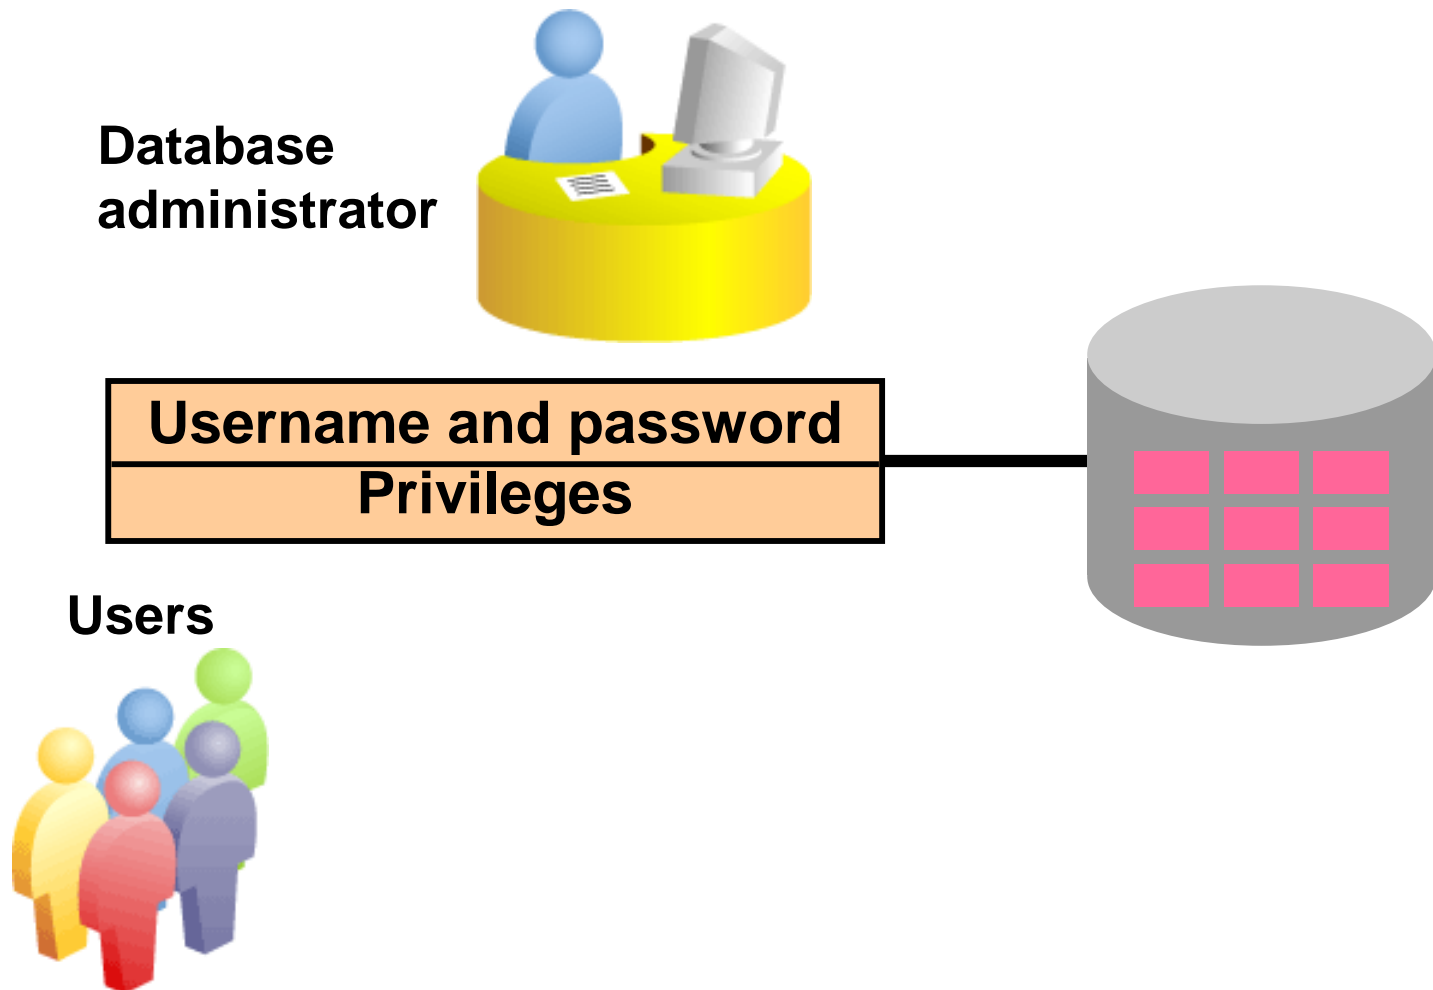 Database
administrator
Username and password
Privileges
Users